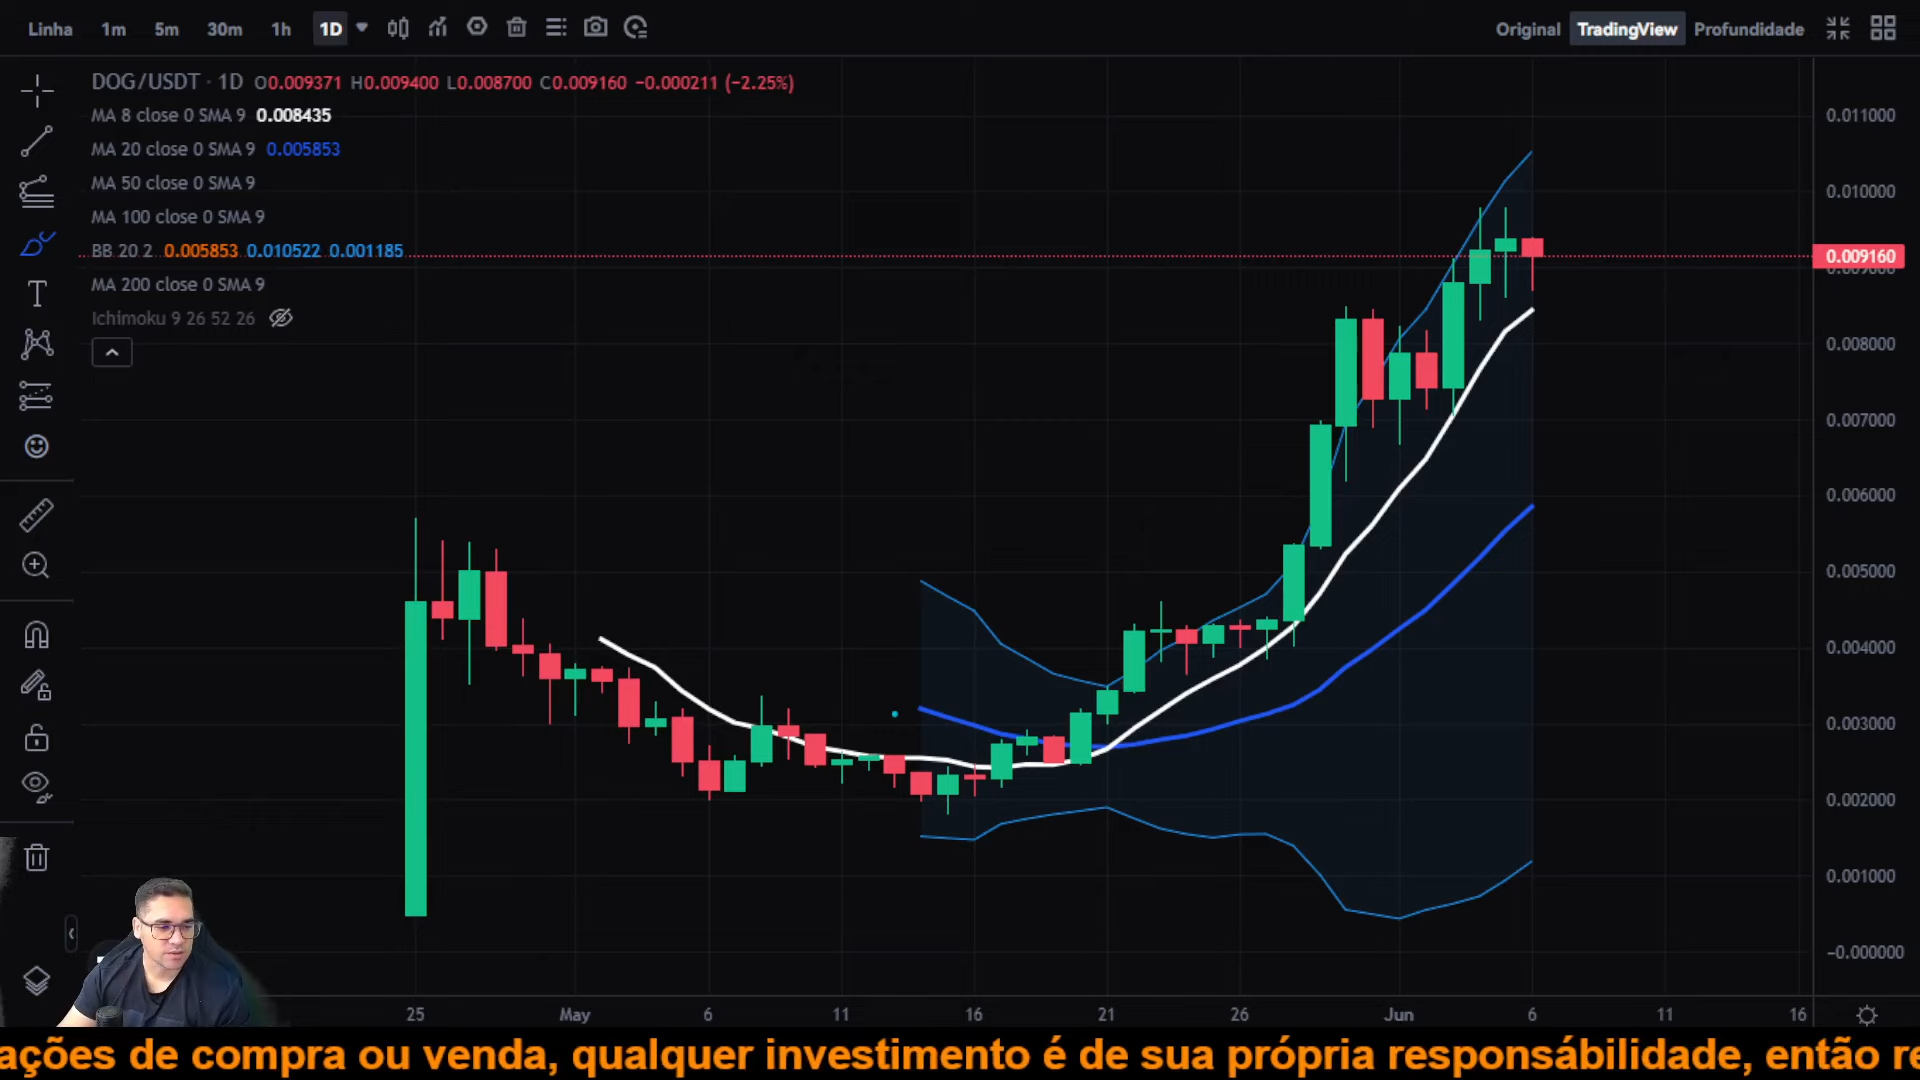 Linha 1m 5m 30m 1h 1D Original TradingView Profundidade
DOG/USDT · 1D O0.009371 H0.009400 L0.008700 C0.009160 −0.000211 (−2.25%)
MA 8 close 0 SMA 9 0.008435
MA 20 close 0 SMA 9 0.005853
MA 50 close 0 SMA 9
MA 100 close 0 SMA 9
BB 20 2 0.005853 0.010522 0.001185
MA 200 close 0 SMA 9
Ichimoku 9 26 52 26
0.011000
0.010000
0.009160
0.009000
0.008000
0.007000
0.006000
0.005000
0.004000
0.003000
0.002000
0.001000
-0.000000
25 May 6 11 16 21 26 Jun 6 11 16
ações de compra ou venda, qualquer investimento é de sua própria responsábilidade, então re